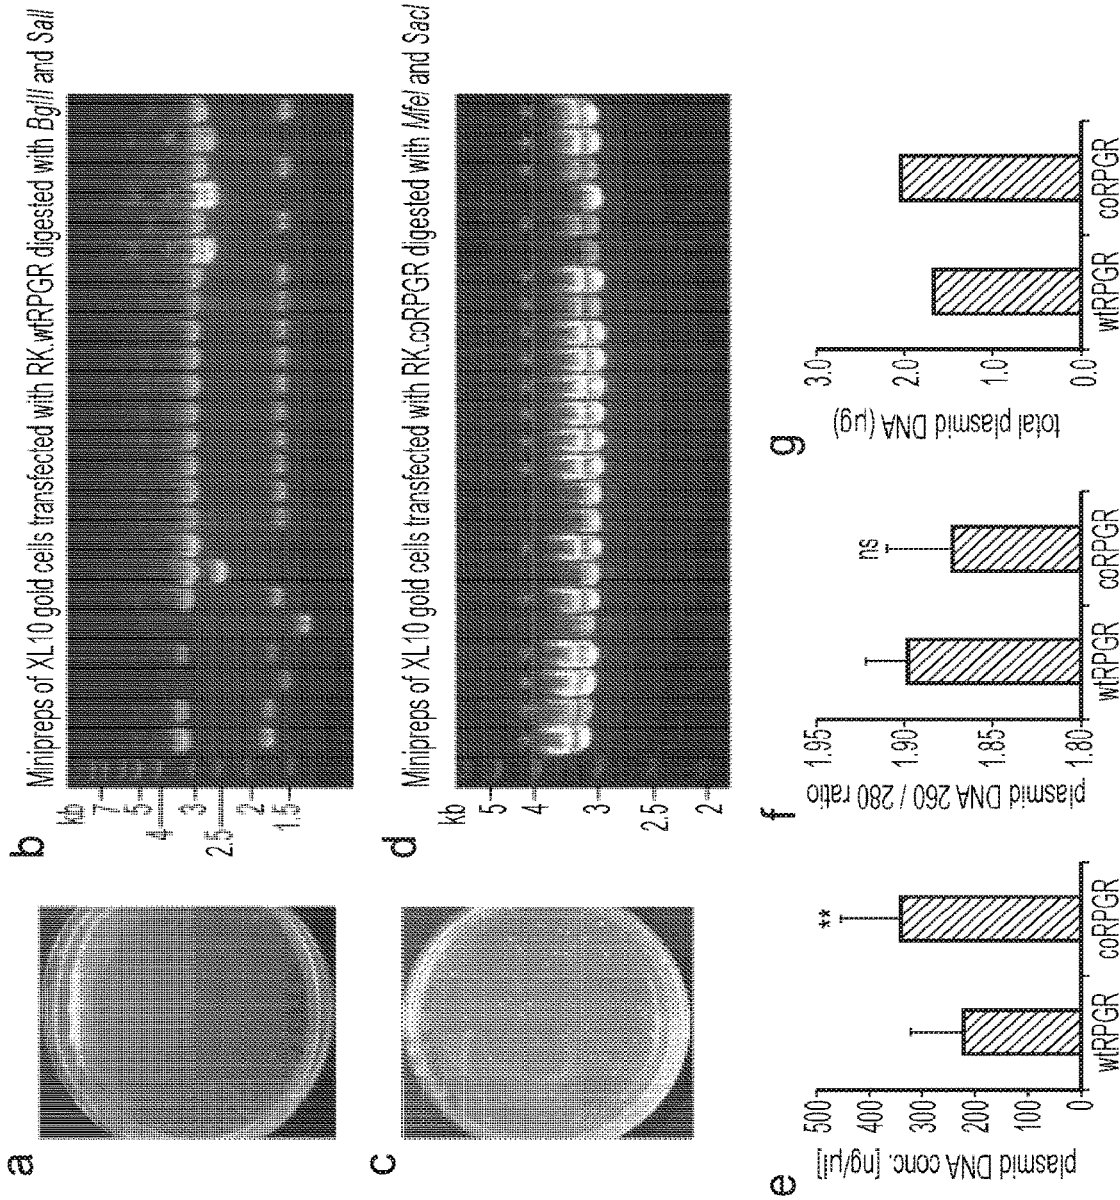 a
b
Minipreps of XL10 gold cells transfected with RK.wtRPGR digested with BglII and SalI
kb
7
5
4
3
2.5
2
1.5
c
d
Minipreps of XL10 gold cells transfected with RK.coRPGR digested with MfeI and SacI
kb
5
4
3
2.5
2
e
plasmid DNA conc. [ng/µl]
500
400
300
200
100
0
**
wtRPGR
coRPGR
f
plasmid DNA 260 / 280 ratio
1.95
1.90
1.85
1.80
ns
wtRPGR
coRPGR
g
total plasmid DNA (µg)
3.0
2.0
1.0
0.0
wtRPGR
coRPGR